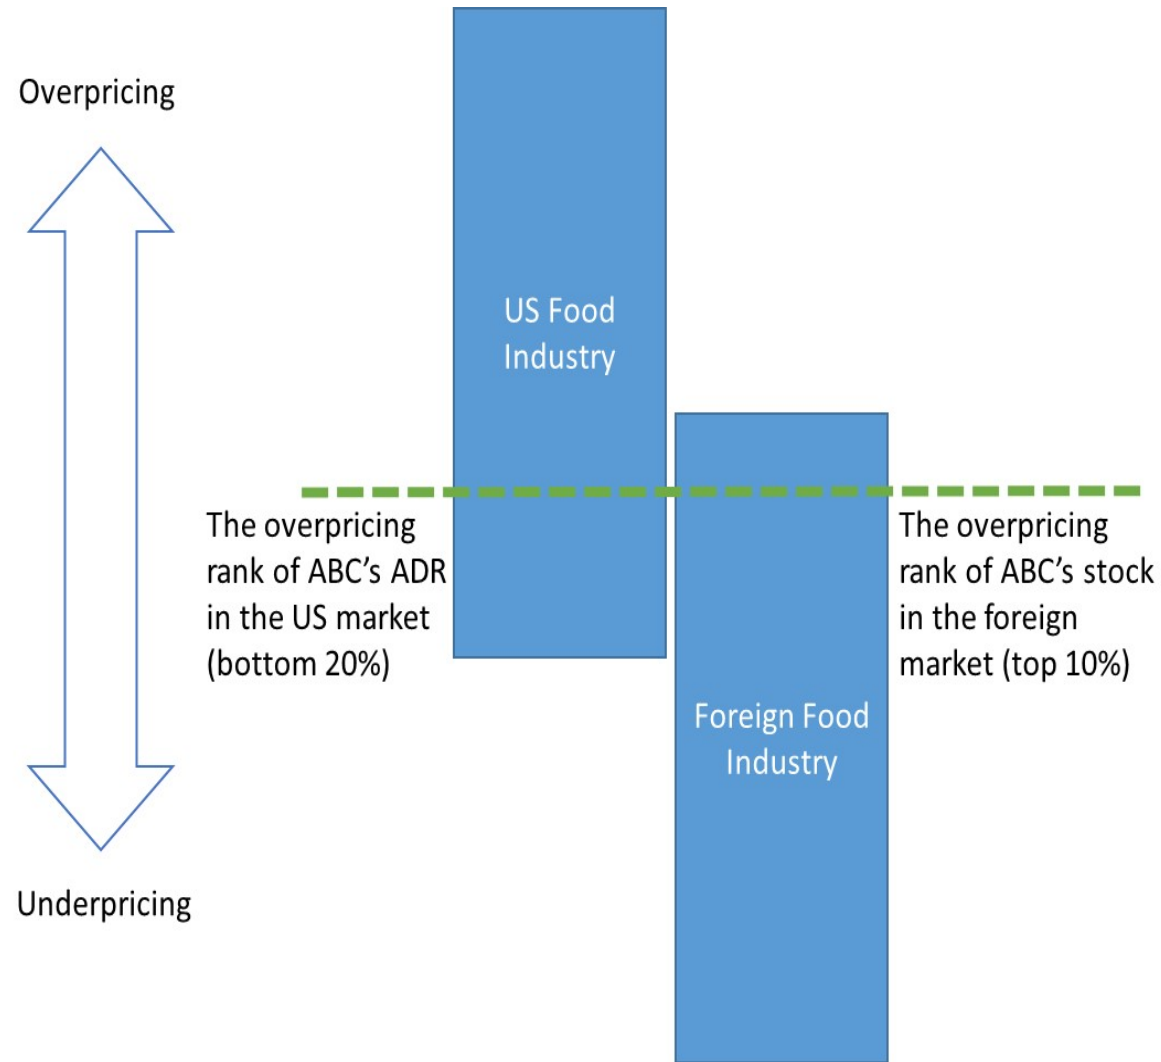 Overpricing
US Food
Industry
The overpricing
rank of ABC’s ADR
in the US market
(bottom 20%)
The overpricing
rank of ABC’s stock
in the foreign
market (top 10%)
Foreign Food
Industry
Underpricing